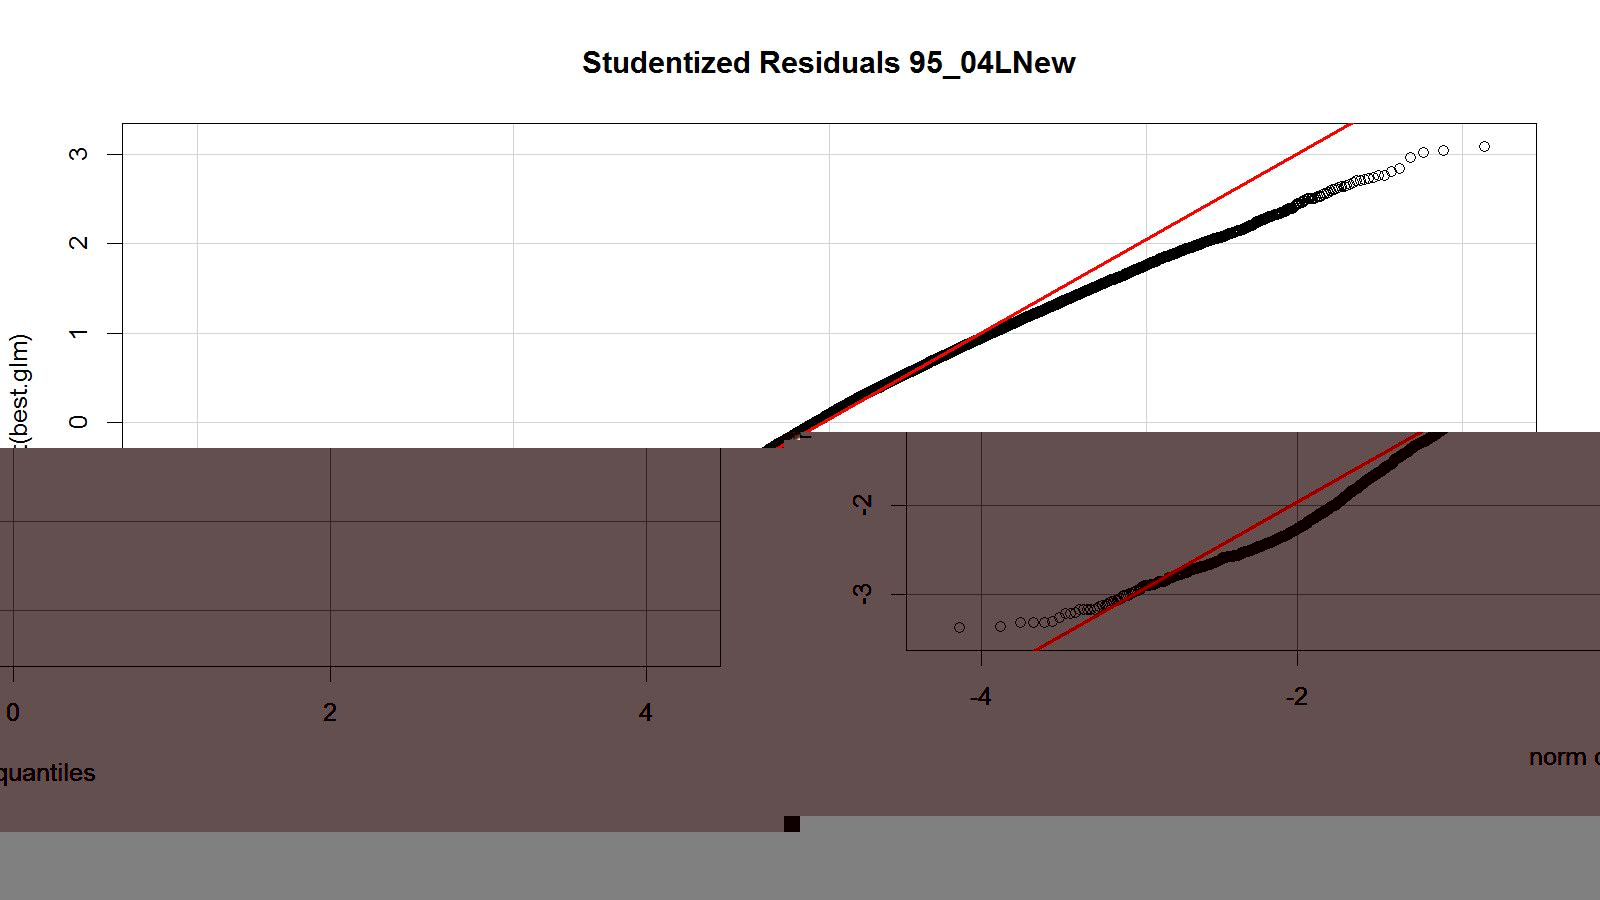 Studentized Residuals 95_04LNew
3
2
1
0
(best.glm)
-2
-3
-4
-2
0
2
4
norm
quantiles